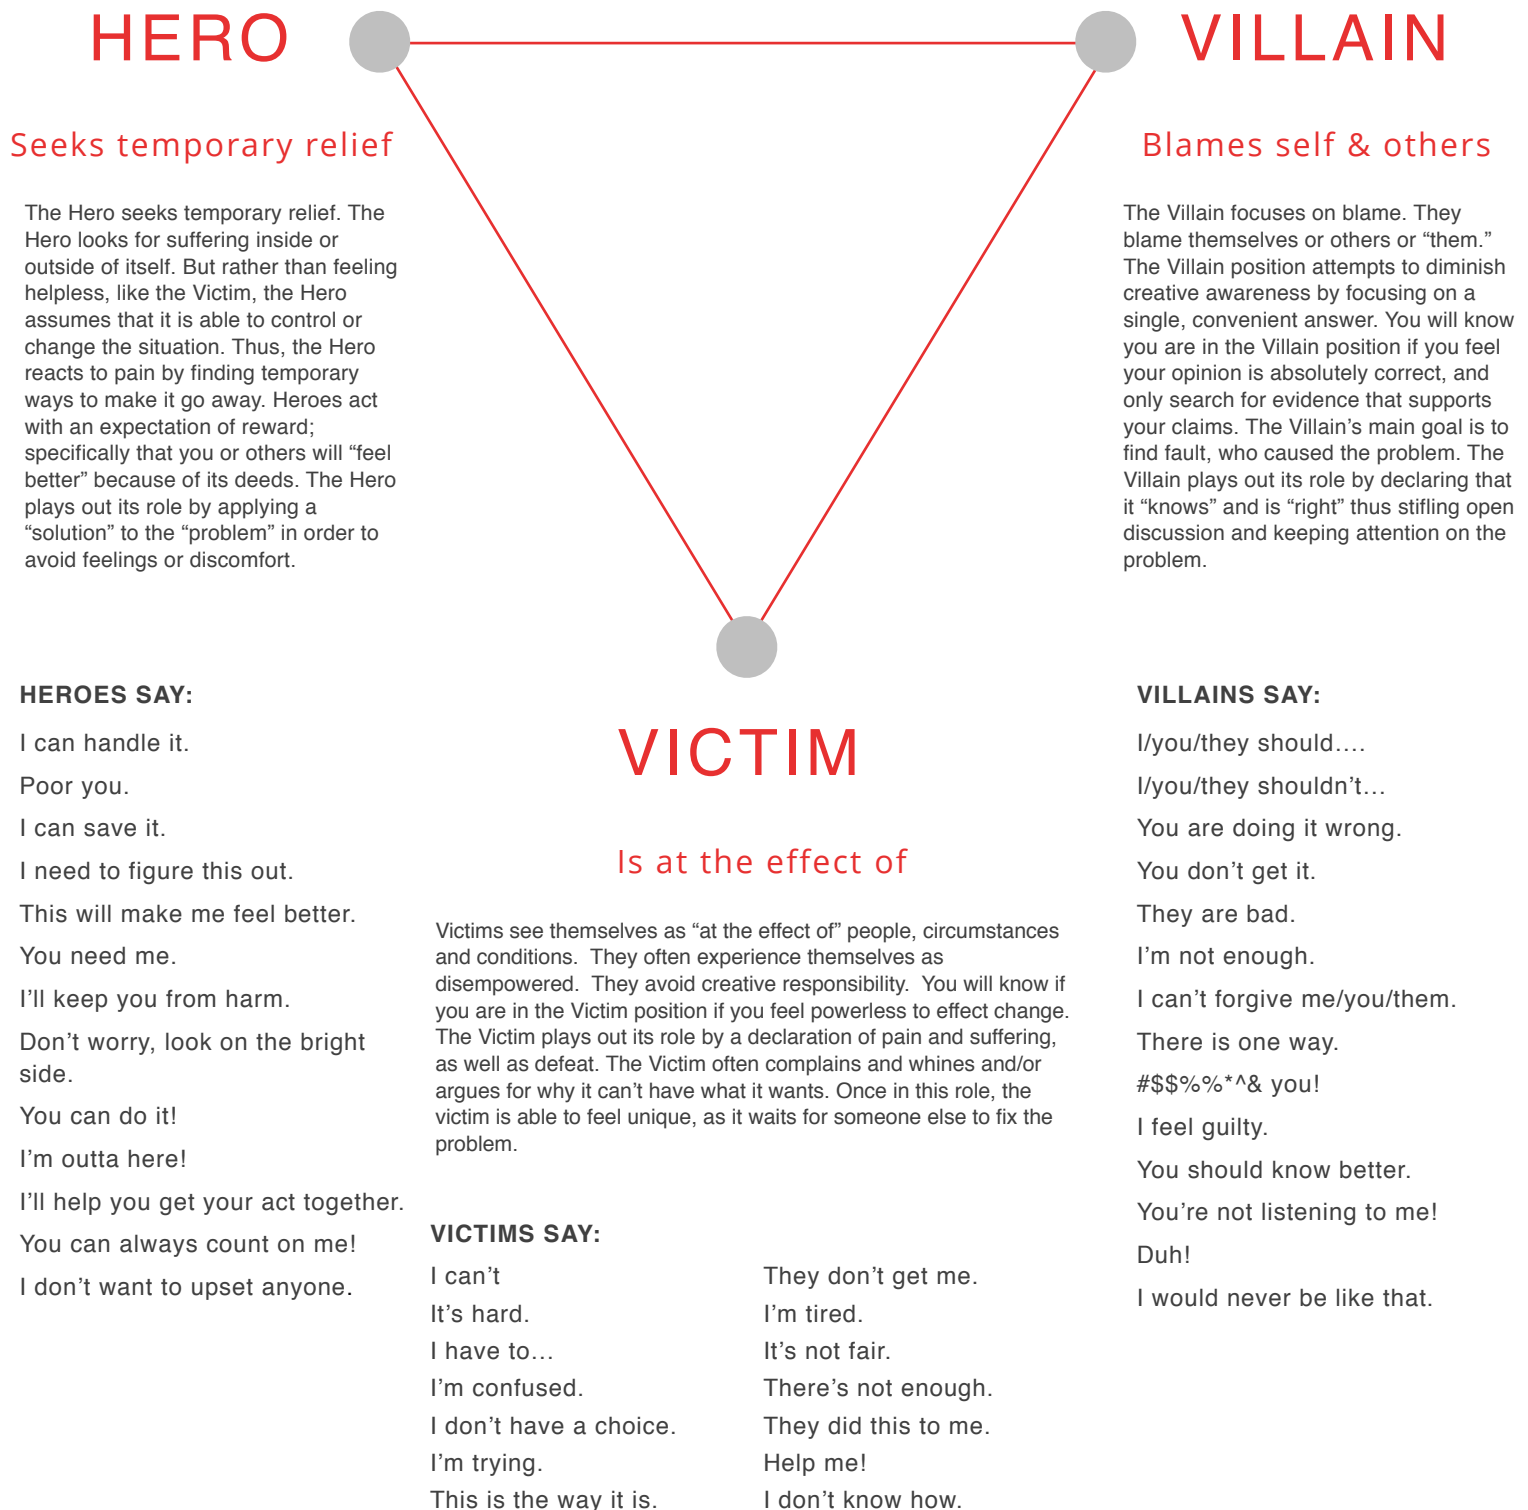 HERO
Seeks temporary relief
The Hero seeks temporary relief. The
Hero looks for suffering inside or
outside of itself. But rather than feeling
helpless, like the Victim, the Hero
assumes that it is able to control or
change the situation. Thus, the Hero
reacts to pain by finding temporary
ways to make it go away. Heroes act
with an expectation of reward;
specifically that you or others will “feel
better” because of its deeds. The Hero
plays out its role by applying a
“solution” to the “problem” in order to
avoid feelings or discomfort.
HEROES SAY:
I can handle it.
Poor you.
I can save it.
I need to figure this out.
This will make me feel better.
You need me.
I’ll keep you from harm.
Don’t worry, look on the bright
side.
You can do it!
I’m outta here!
I’ll help you get your act together.
You can always count on me!
I don’t want to upset anyone.
VICTIM
Is at the effect of
Victims see themselves as “at the effect of” people, circumstances
and conditions.  They often experience themselves as
disempowered.  They avoid creative responsibility.  You will know if
you are in the Victim position if you feel powerless to effect change.
The Victim plays out its role by a declaration of pain and suffering,
as well as defeat. The Victim often complains and whines and/or
argues for why it can’t have what it wants. Once in this role, the
victim is able to feel unique, as it waits for someone else to fix the
problem.
VICTIMS SAY:
I can’t
It’s hard.
I have to…
I’m confused.
I don’t have a choice.
I’m trying.
This is the way it is.
They don’t get me.
I’m tired.
It’s not fair.
There’s not enough.
They did this to me.
Help me!
I don’t know how.
VILLAIN
Blames self & others
The Villain focuses on blame. They
blame themselves or others or “them.”
The Villain position attempts to diminish
creative awareness by focusing on a
single, convenient answer. You will know
you are in the Villain position if you feel
your opinion is absolutely correct, and
only search for evidence that supports
your claims. The Villain’s main goal is to
find fault, who caused the problem. The
Villain plays out its role by declaring that
it “knows” and is “right” thus stifling open
discussion and keeping attention on the
problem.
VILLAINS SAY:
I/you/they should….
I/you/they shouldn’t…
You are doing it wrong.
You don’t get it.
They are bad.
I’m not enough.
I can’t forgive me/you/them.
There is one way.
#$$%%*^& you!
I feel guilty.
You should know better.
You’re not listening to me!
Duh!
I would never be like that.